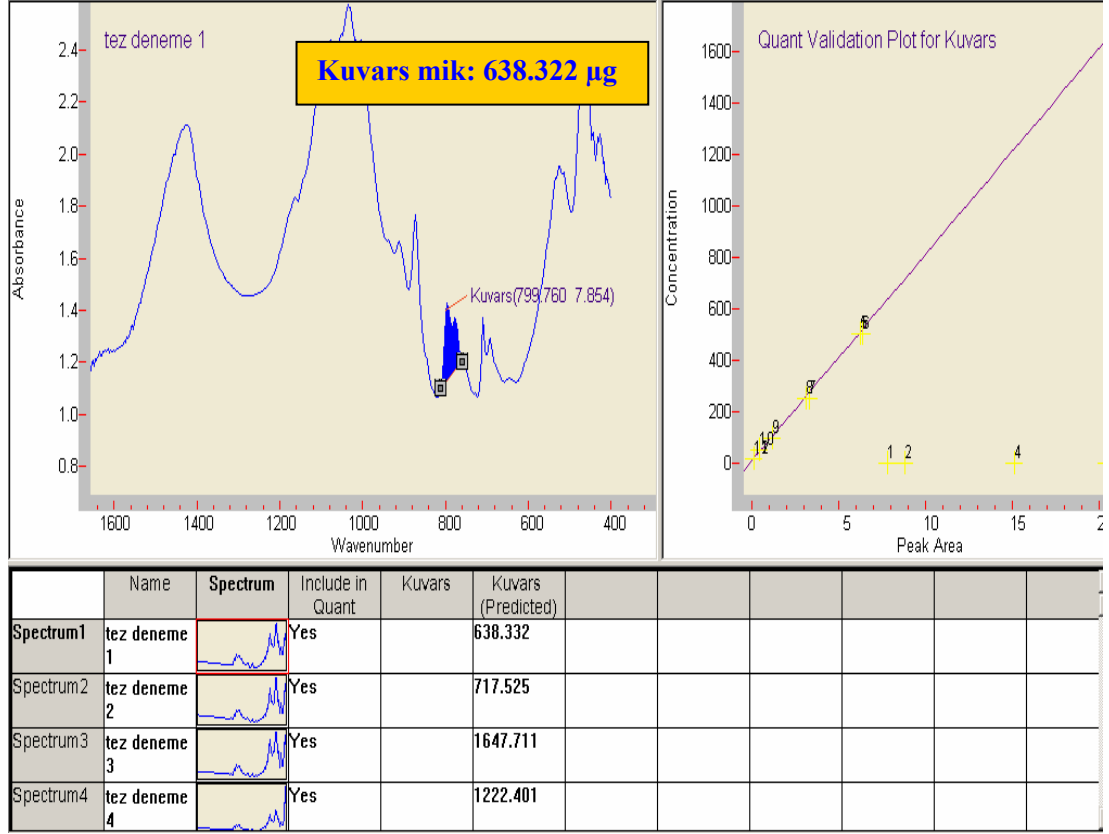 tez deneme 1
Kuvars mik: 638.322 µg
Kuvars(799.760 7.854)
Absorbance
2.4
2.2
2.0
1.8
1.6
1.4
1.2
1.0
0.8
1600 1400 1200 1000 800 600 400
Wavenumber
Quant Validation Plot for Kuvars
Concentration
1600
1400
1200
1000
800
600
400
200
0
9
1 2 4
0 5 10 15
Peak Area
Name Spectrum Include in Quant Kuvars Kuvars (Predicted)
Spectrum1 tez deneme 1 Yes 638.332
Spectrum2 tez deneme 2 Yes 717.525
Spectrum3 tez deneme 3 Yes 1647.711
Spectrum4 tez deneme 4 Yes 1222.401